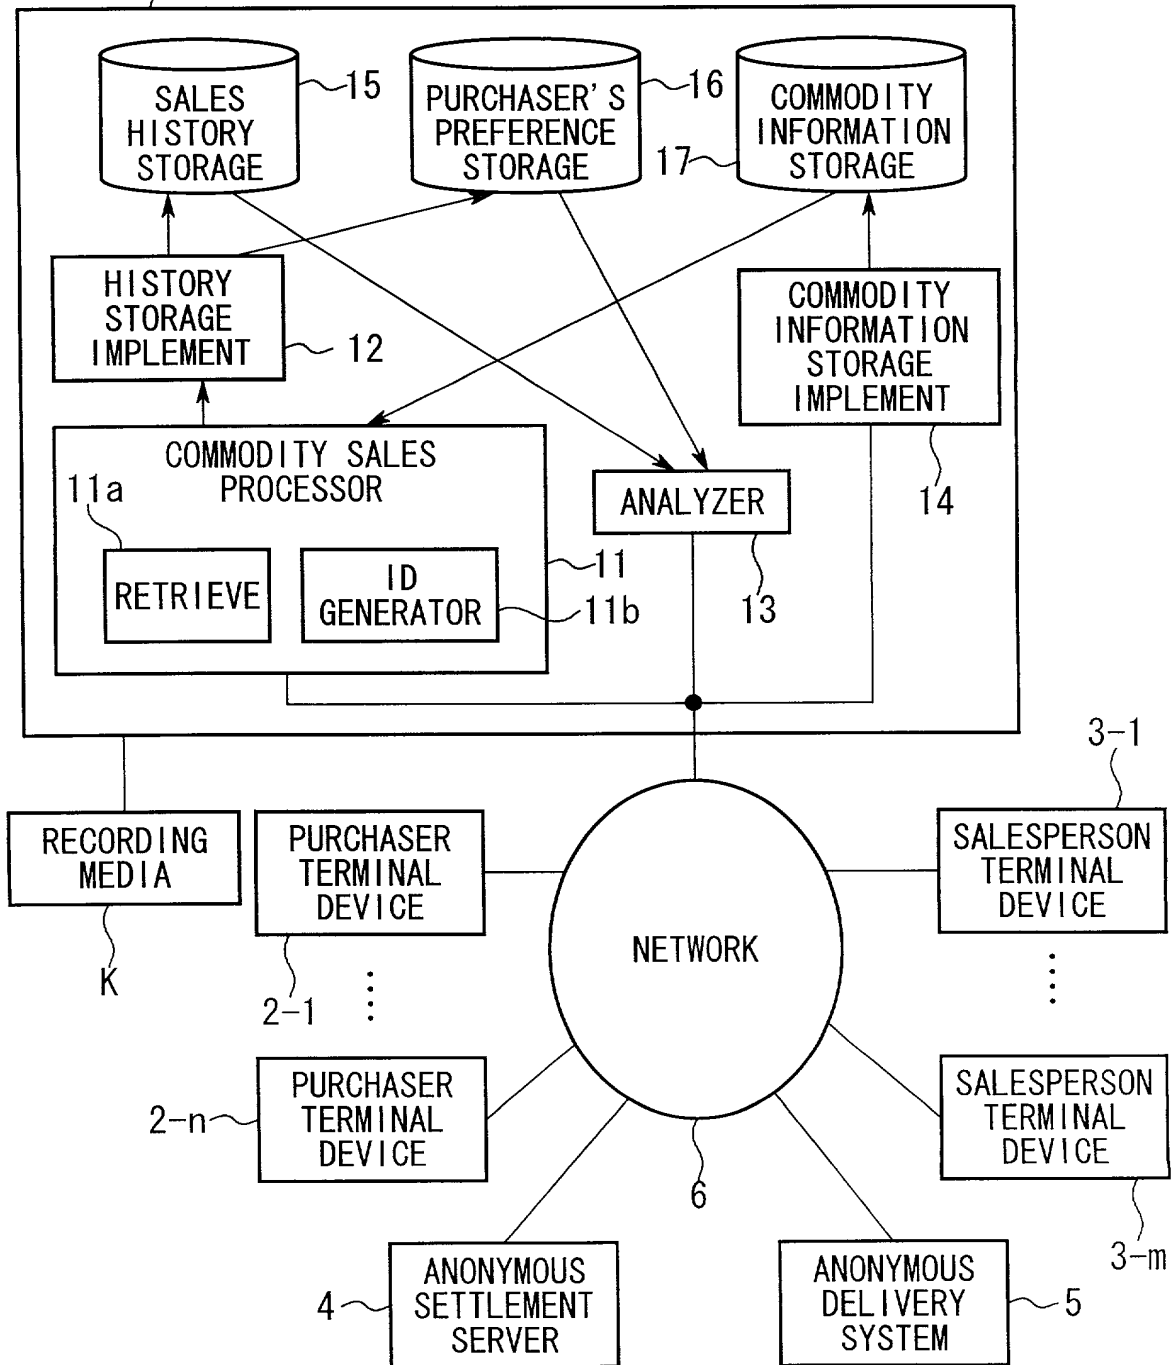 SALES
HISTORY
STORAGE
15
PURCHASER'S
PREFERENCE
STORAGE
16
COMMODITY
INFORMATION
STORAGE
17
HISTORY
STORAGE
IMPLEMENT
12
COMMODITY
INFORMATION
STORAGE
IMPLEMENT
14
COMMODITY SALES
PROCESSOR
11a
RETRIEVE
ID
GENERATOR
11
11b
ANALYZER
13
RECORDING
MEDIA
K
PURCHASER
TERMINAL
DEVICE
2-1
NETWORK
3-1
SALESPERSON
TERMINAL
DEVICE
PURCHASER
TERMINAL
DEVICE
2-n
6
SALESPERSON
TERMINAL
DEVICE
3-m
ANONYMOUS
SETTLEMENT
SERVER
4
ANONYMOUS
DELIVERY
SYSTEM
5